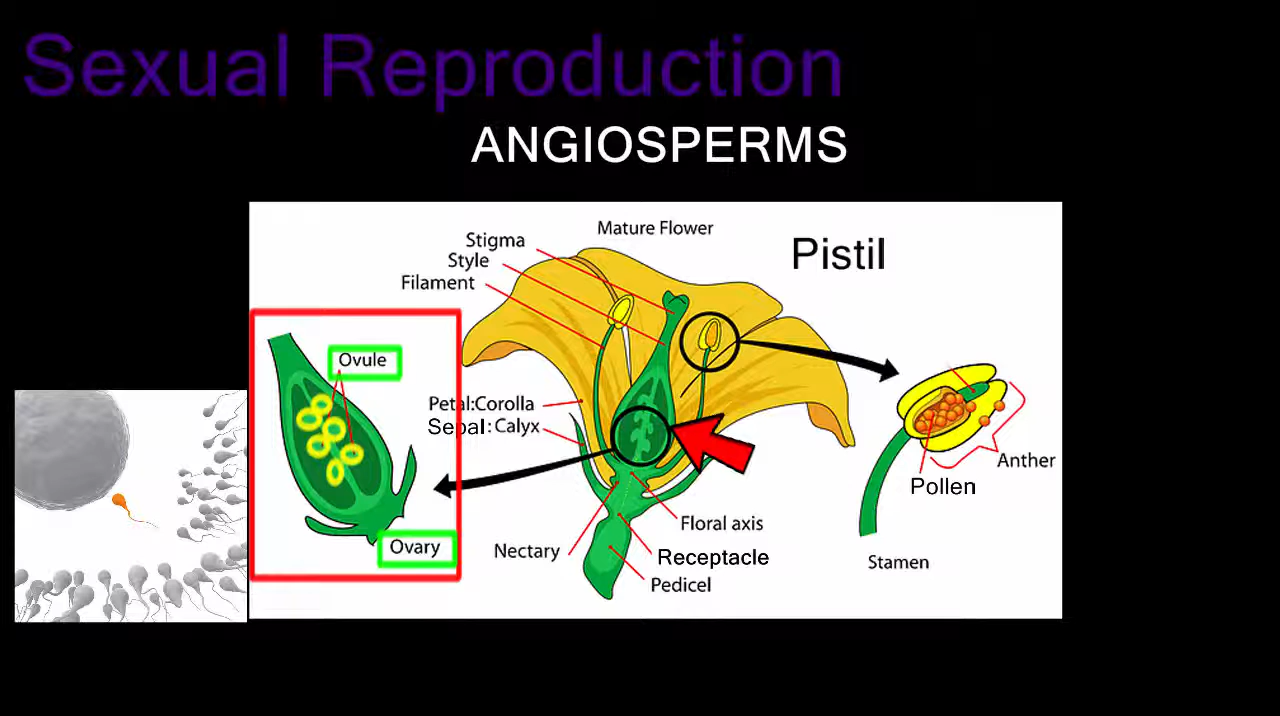 Sexual Reproduction
ANGIOSPERMS
Mature Flower
Pistil
Stigma
Style
Filament
Ovule
Petal:Corolla
Sepal:Calyx
Anther
Pollen
Floral axis
Ovary
Nectary
Receptacle
Stamen
Pedicel